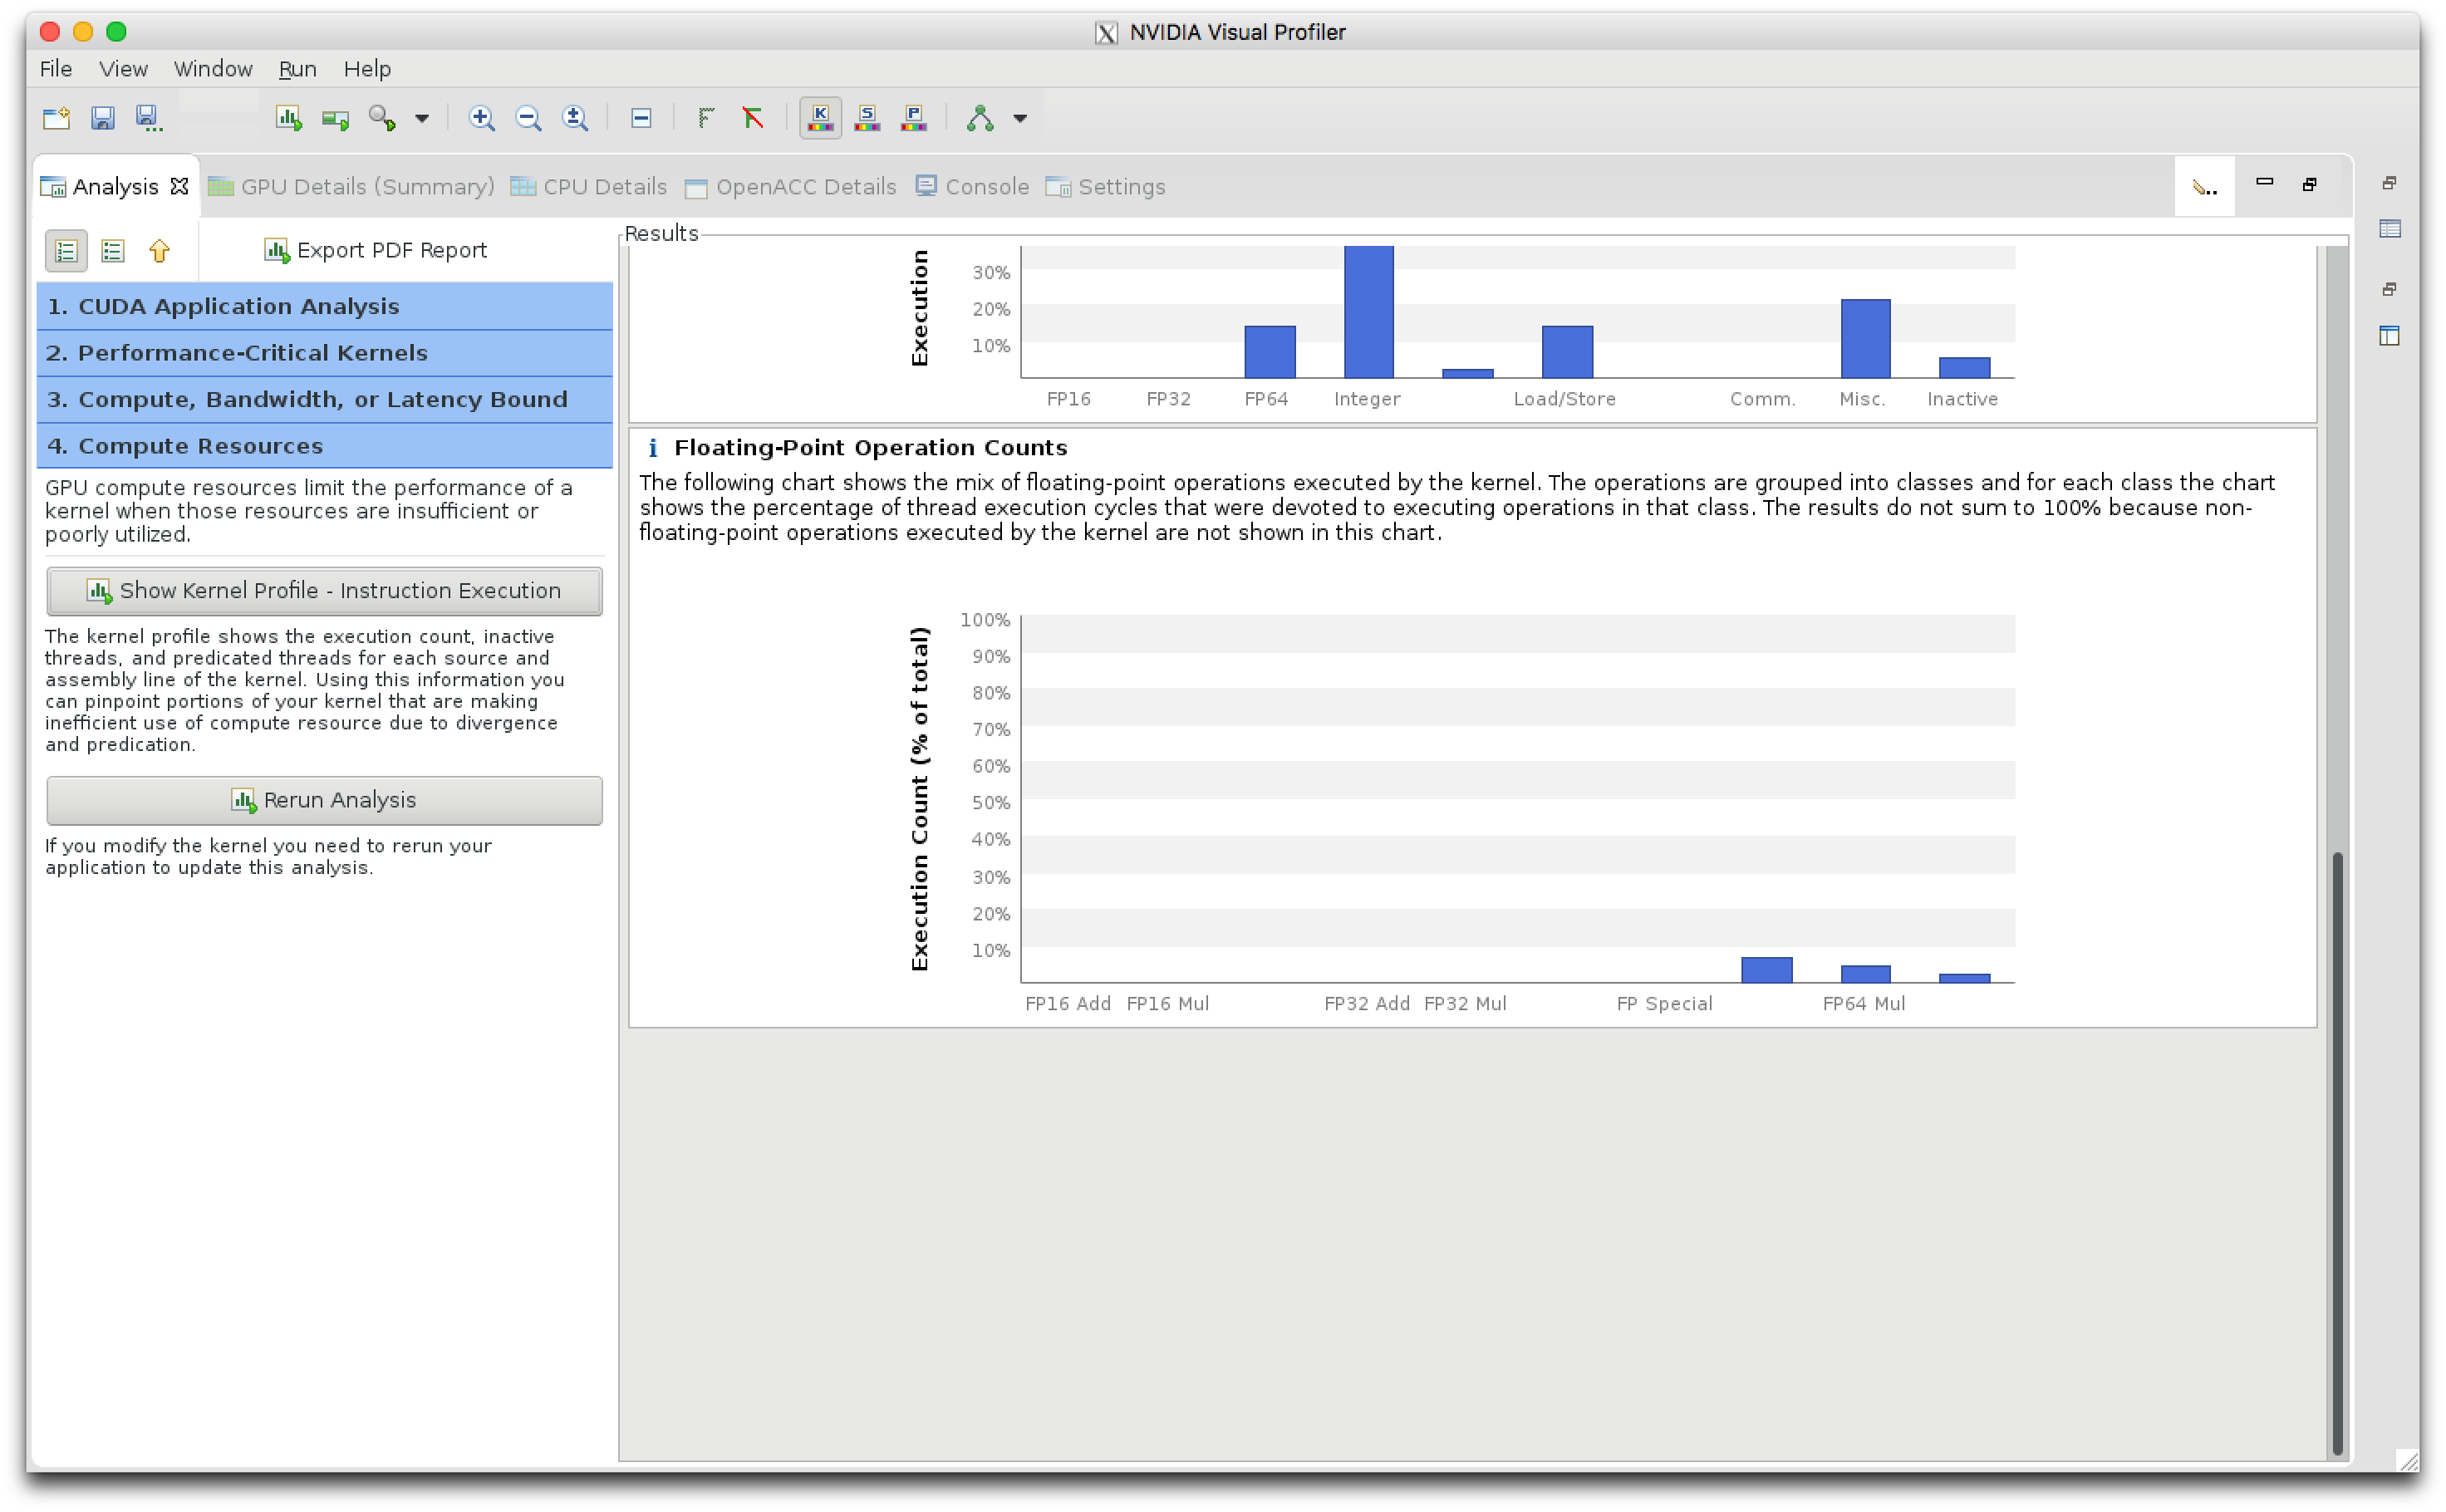 NVIDIA Visual Profiler
File View Window Run Help
Analysis GPU Details (Summary) CPU Details OpenACC Details Console Settings
Export PDF Report
1. CUDA Application Analysis
2. Performance-Critical Kernels
3. Compute, Bandwidth, or Latency Bound
4. Compute Resources
GPU compute resources limit the performance of a
kernel when those resources are insufficient or
poorly utilized.
Show Kernel Profile - Instruction Execution
The kernel profile shows the execution count, inactive
threads, and predicated threads for each source and
assembly line of the kernel. Using this information you
can pinpoint portions of your kernel that are making
inefficient use of compute resource due to divergence
and predication.
Rerun Analysis
If you modify the kernel you need to rerun your
application to update this analysis.
Results
Execution
30%
20%
10%
FP16 FP32 FP64 Integer Load/Store Comm. Misc. Inactive
i Floating-Point Operation Counts
The following chart shows the mix of floating-point operations executed by the kernel. The operations are grouped into classes and for each class the chart
shows the percentage of thread execution cycles that were devoted to executing operations in that class. The results do not sum to 100% because non-
floating-point operations executed by the kernel are not shown in this chart.
Execution Count (% of total)
100%
90%
80%
70%
60%
50%
40%
30%
20%
10%
FP16 Add FP16 Mul FP32 Add FP32 Mul FP Special FP64 Mul